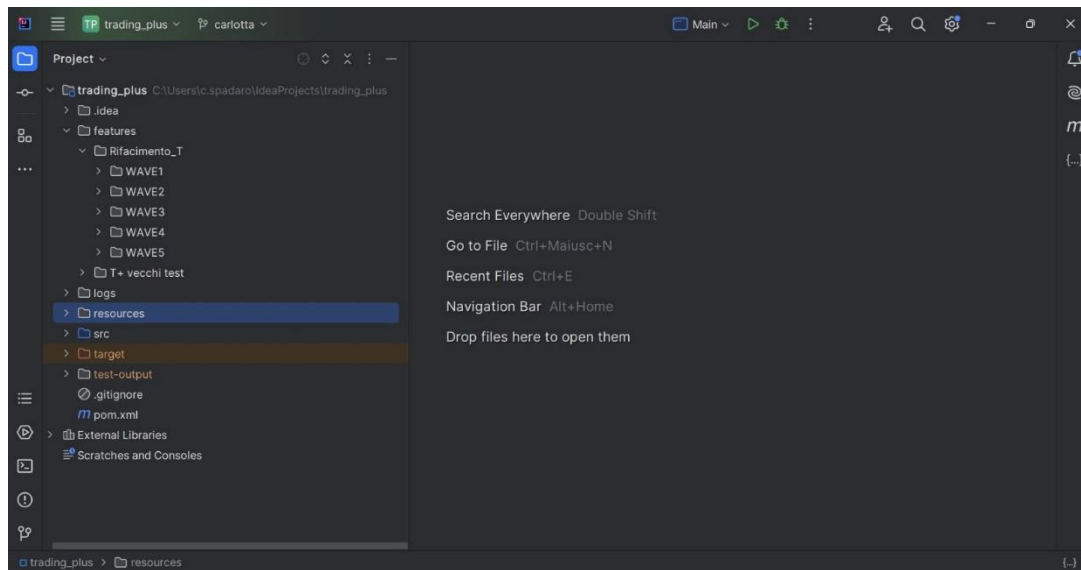 TP trading_plus carlotta Main
Project
trading_plus C:\Users\c.spadaro\IdeaProjects\trading_plus
.idea
features
Rifacimento_T
WAVE1
WAVE2
WAVE3
WAVE4
WAVE5
T+ vecchi test
logs
resources
src
target
test-output
.gitignore
m pom.xml
External Libraries
Scratches and Consoles
Search Everywhere Double Shift
Go to File Ctrl+Maiusc+N
Recent Files Ctrl+E
Navigation Bar Alt+Home
Drop files here to open them
m
{...}
trading_plus > resources
{...}